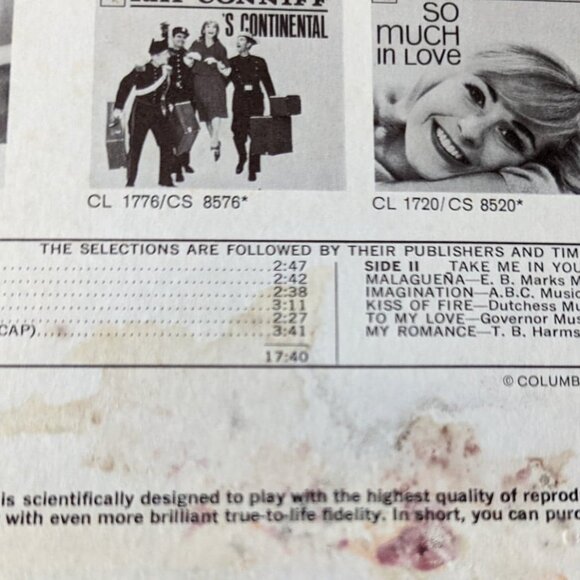 RAY CONNIFF
'S CONTINENTAL
SO
MUCH
IN LOVE
CL 1776/CS 8576*
CL 1720/CS 8520*
THE SELECTIONS ARE FOLLOWED BY THEIR PUBLISHERS AND TIM
2:47
2:42
2:38
3:11
2:27
CAP) 3:41
17:40
SIDE II TAKE ME IN YOU
MALAGUEÑA—E. B. Marks M
IMAGINATION—A.B.C. Music
KISS OF FIRE—Dutchess Mu
TO MY LOVE—Governor Mus
MY ROMANCE—T. B. Harms
© COLUMB
is scientifically designed to play with the highest quality of reprod
with even more brilliant true-to-life fidelity. In short, you can purc